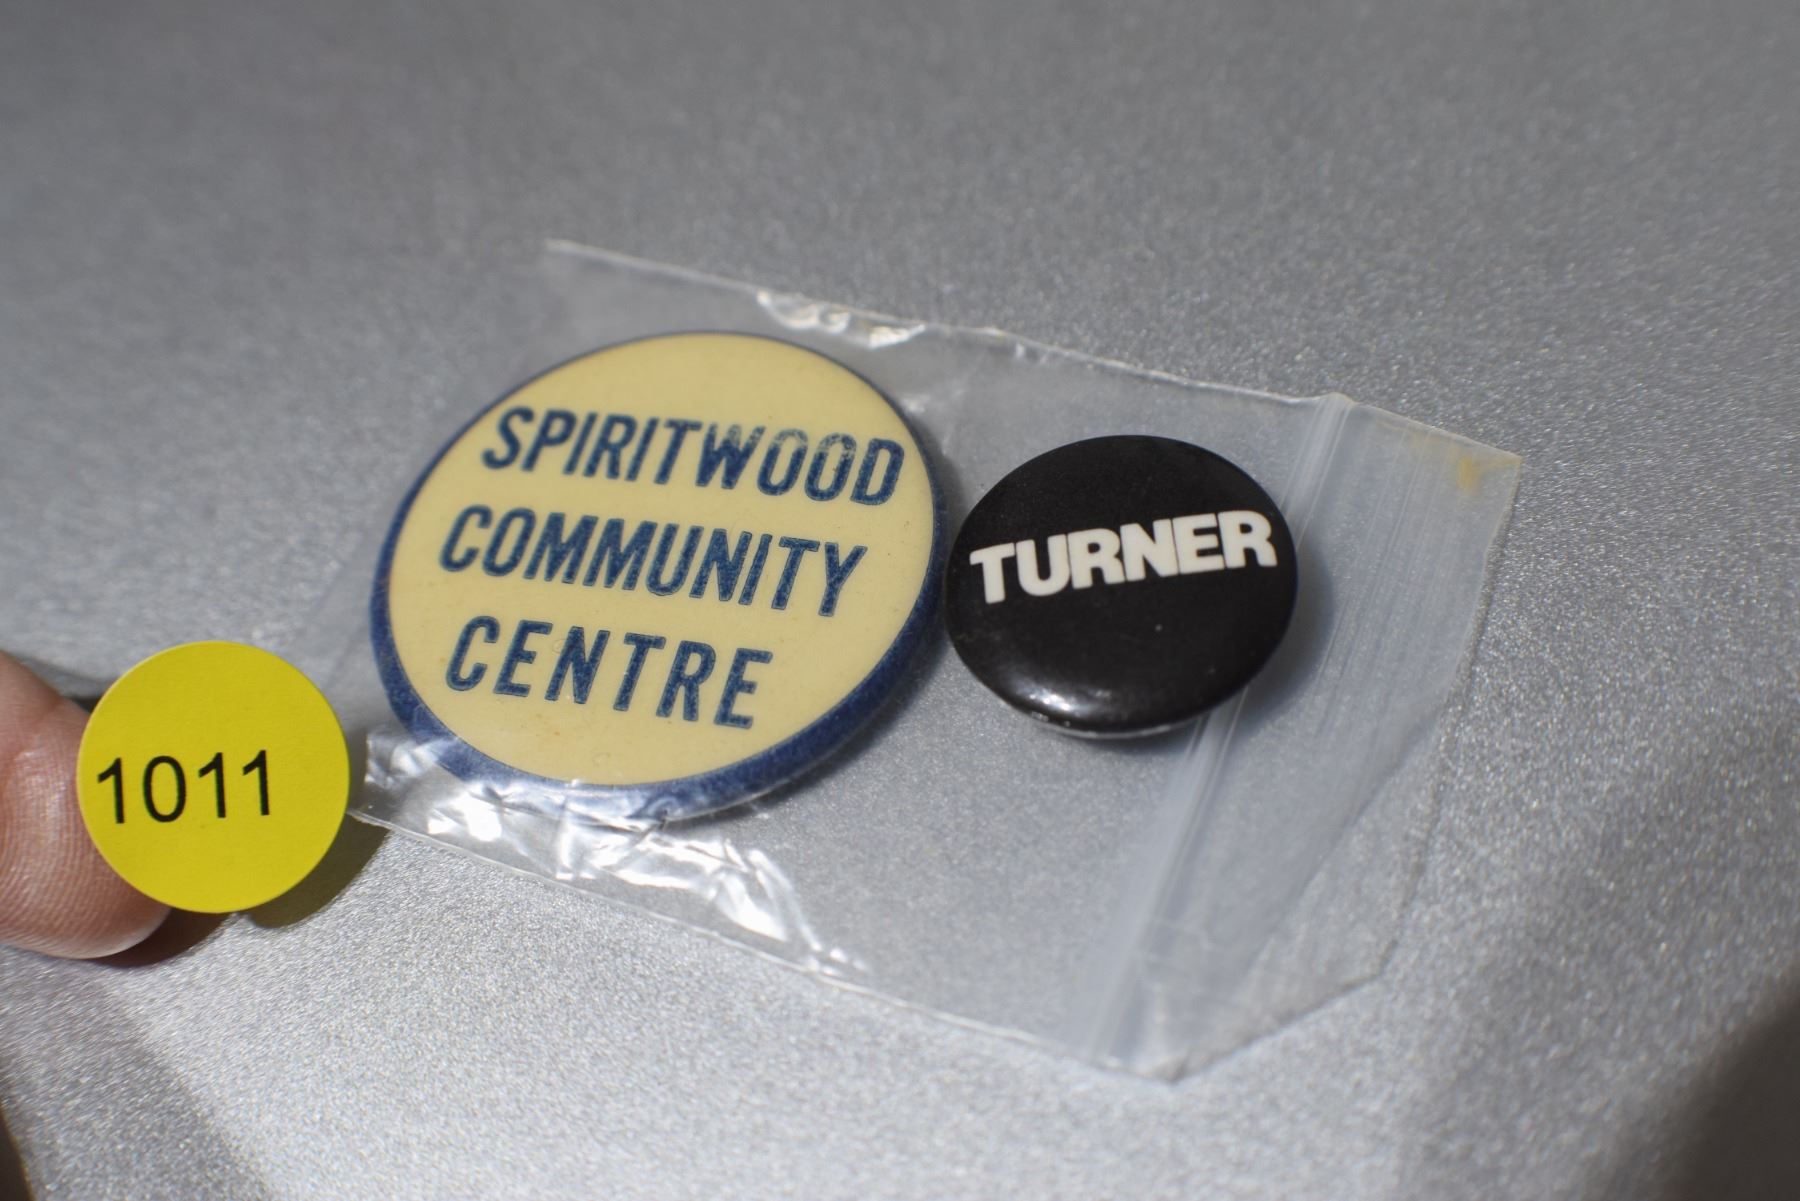 SPIRITWOOD
COMMUNITY
CENTRE
TURNER
1011